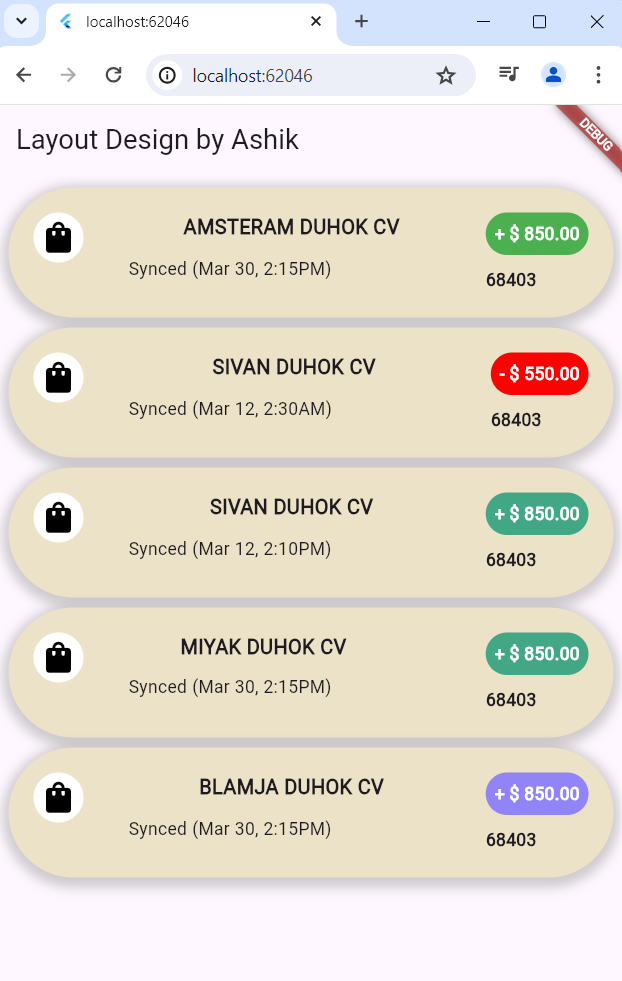 localhost:62046
localhost:62046
Layout Design by Ashik
DEBUG
AMSTERAM DUHOK CV
+ $ 850.00
Synced (Mar 30, 2:15PM)
68403
SIVAN DUHOK CV
- $ 550.00
Synced (Mar 12, 2:30AM)
68403
SIVAN DUHOK CV
+ $ 850.00
Synced (Mar 12, 2:10PM)
68403
MIYAK DUHOK CV
+ $ 850.00
Synced (Mar 30, 2:15PM)
68403
BLAMJA DUHOK CV
+ $ 850.00
Synced (Mar 30, 2:15PM)
68403